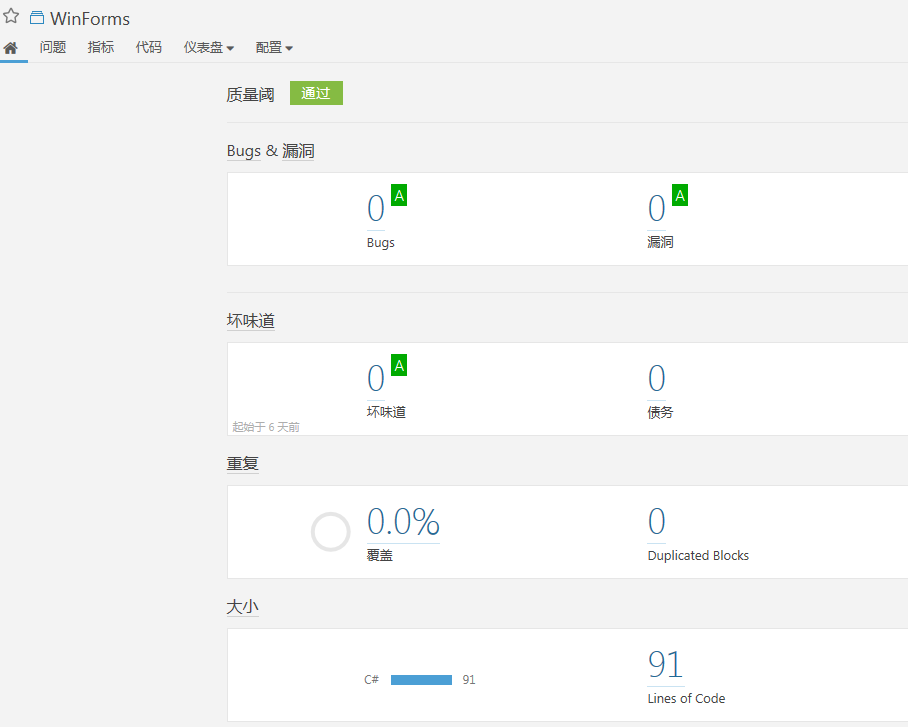 WinForms
问题 指标 代码 仪表盘 配置
质量阈 通过
Bugs & 漏洞
0 A 0 A
Bugs 漏洞
坏味道
0 A 0
坏味道 债务
起始于 6 天前
重复
0.0% 0
覆盖 Duplicated Blocks
大小
91
C# 91
Lines of Code